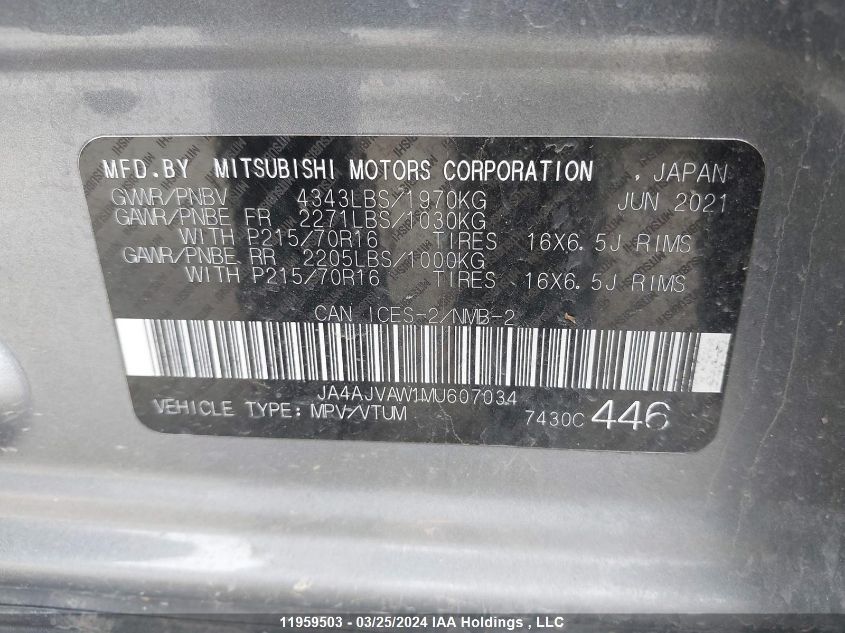 MFD.BY MITSUBISHI MOTORS CORPORATION , JAPAN
GVWR/PNBV 4343LBS/1970KG JUN 2021
GAWR/PNBE FR 2271LBS/1030KG
WITH P215/70R16 TIRES 16X6.5J RIMS
GAWR/PNBE RR 2205LBS/1000KG
WITH P215/70R16 TIRES 16X6.5J RIMS
CAN ICES-2/NMB-2
JA4AJVAW1MU607034
VEHICLE TYPE: MPV/VTUM 7430C 446
11959503 - 03/25/2024 IAA Holdings , LLC